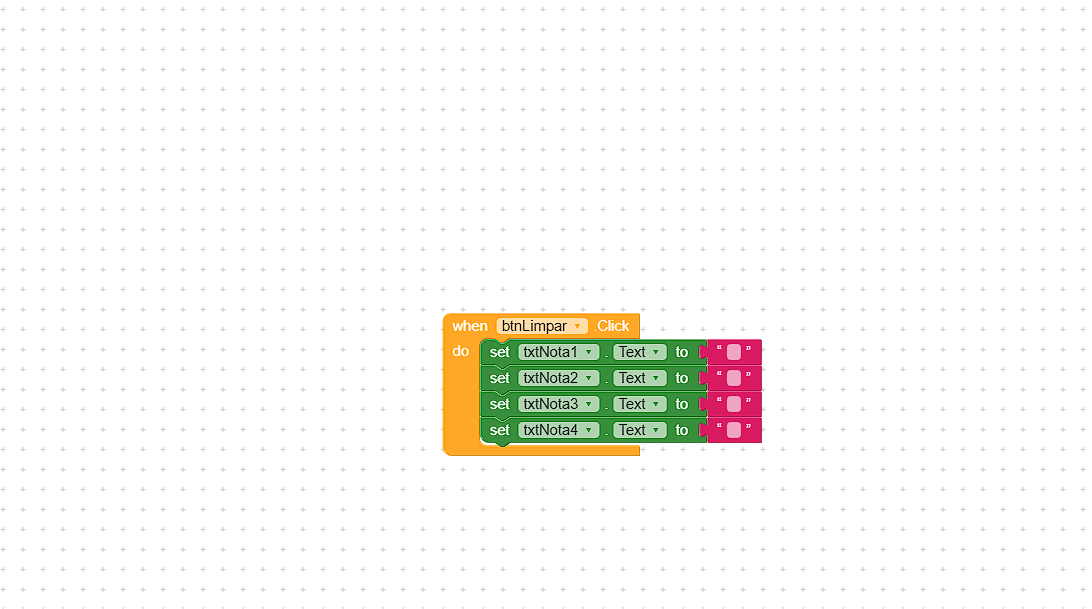 when btnLimpar .Click
do set txtNota1 . Text to “ ”
set txtNota2 . Text to “ ”
set txtNota3 . Text to “ ”
set txtNota4 . Text to “ ”